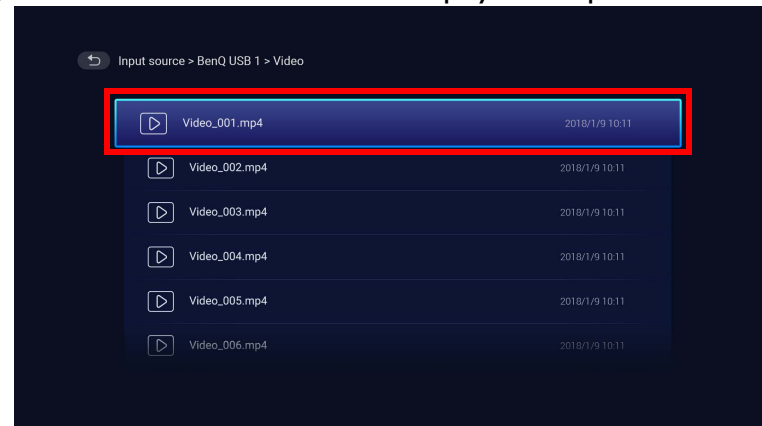 Input source > BenQ USB 1 > Video
Video_001.mp4 2018/1/9 10:11
Video_002.mp4 2018/1/9 10:11
Video_003.mp4 2018/1/9 10:11
Video_004.mp4 2018/1/9 10:11
Video_005.mp4 2018/1/9 10:11
Video_006.mp4 2018/1/9 10:11